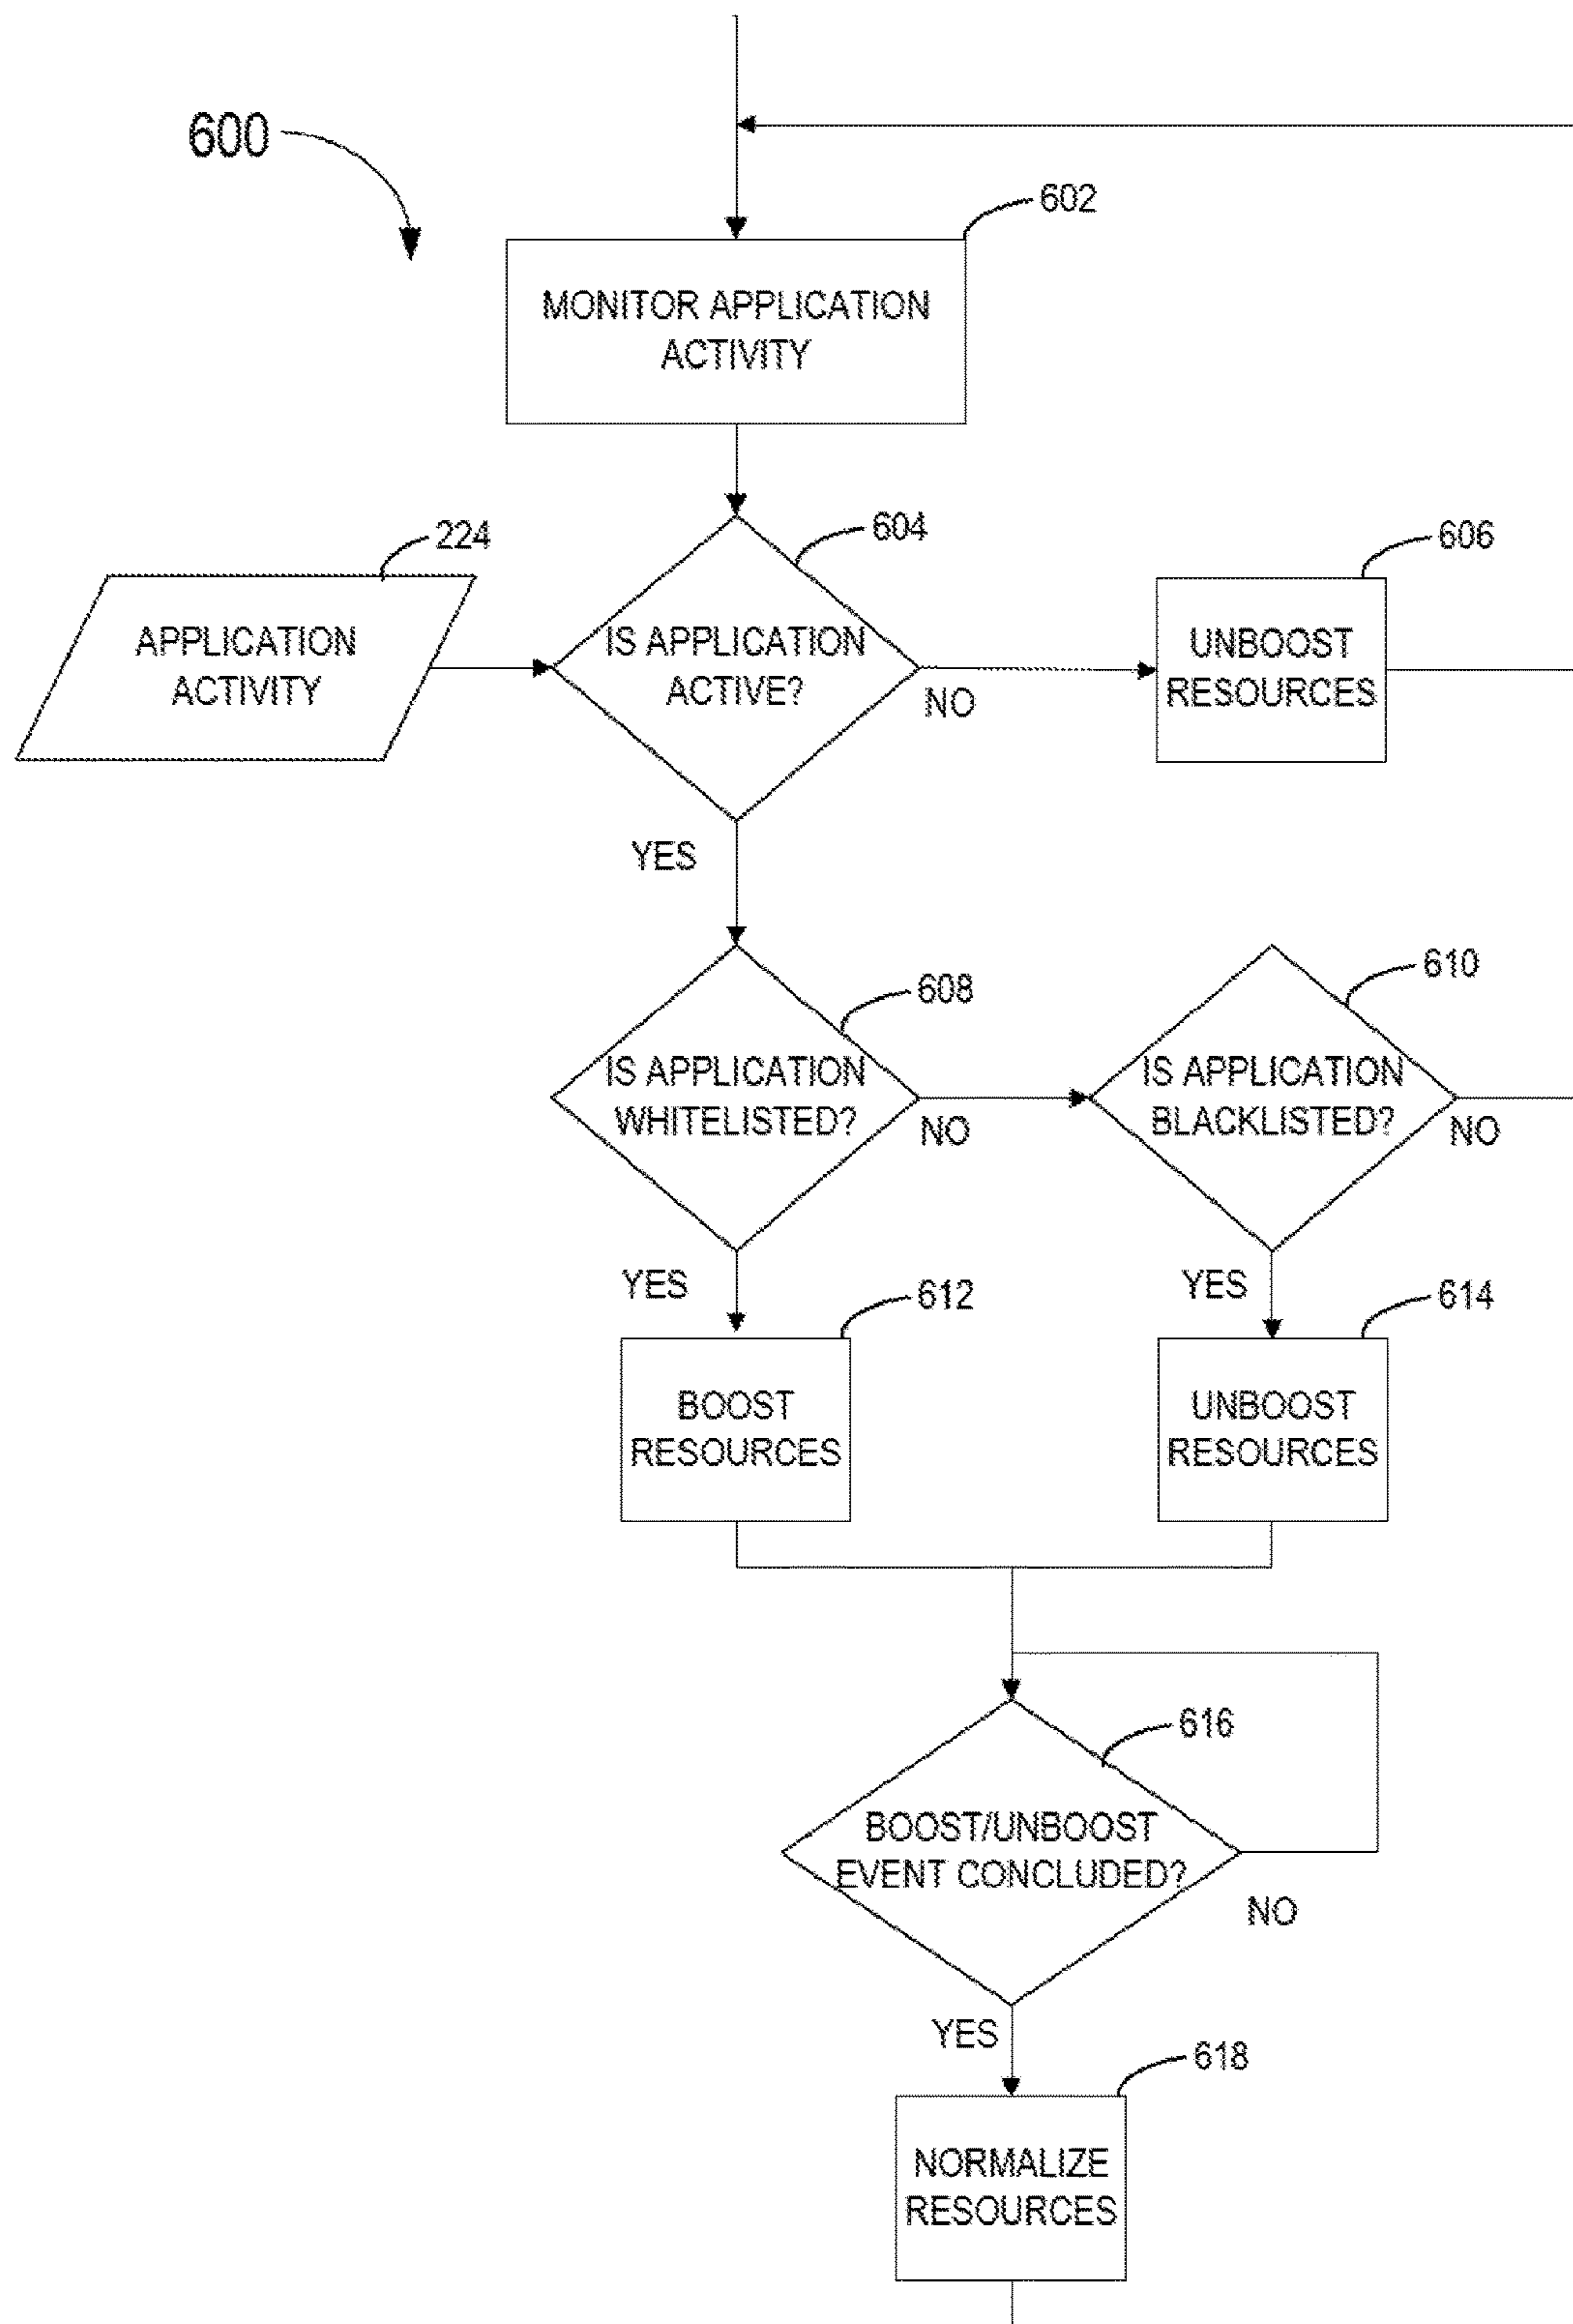 600
602
MONITOR APPLICATION
ACTIVITY
224
604
606
APPLICATION
ACTIVITY
IS APPLICATION
ACTIVE?
NO
UNBOOST
RESOURCES
YES
608
610
IS APPLICATION
WHITELISTED?
NO
IS APPLICATION
BLACKLISTED?
NO
YES
612
YES
614
BOOST
RESOURCES
UNBOOST
RESOURCES
616
BOOST/UNBOOST
EVENT CONCLUDED?
NO
YES
618
NORMALIZE
RESOURCES